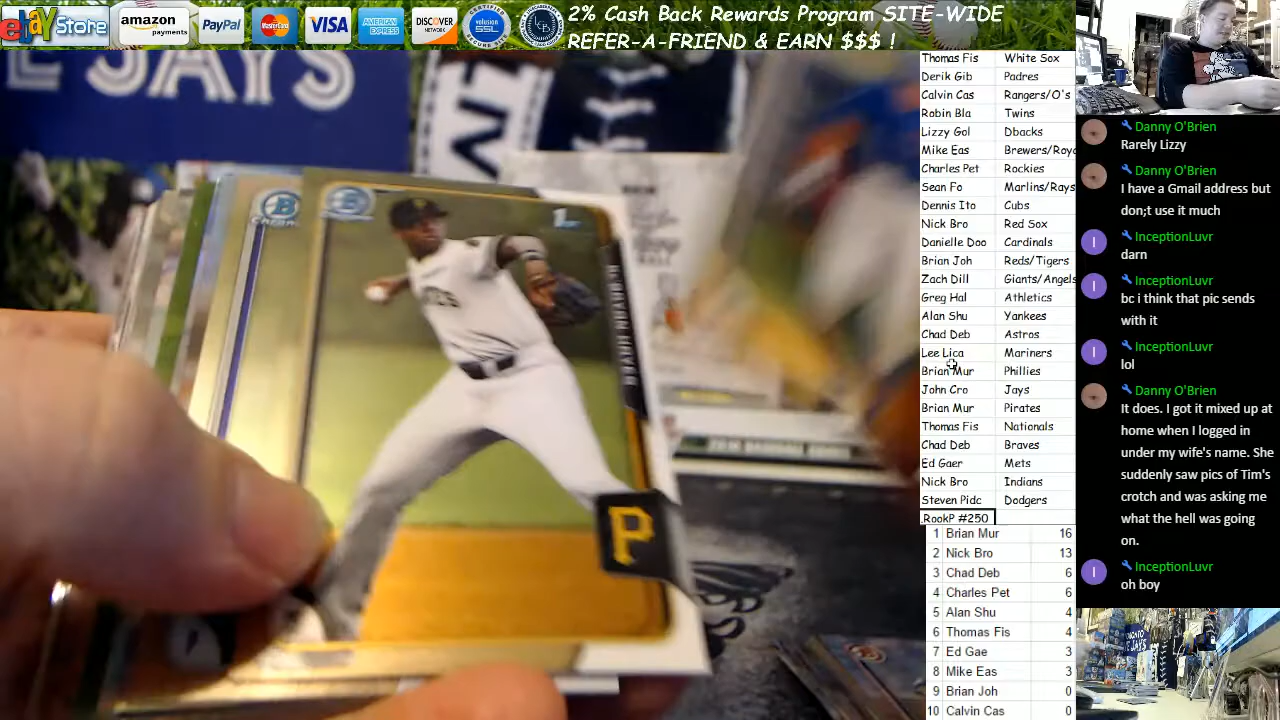 ebay Store
amazon
payments
PayPal
MasterCard
VISA
AMERICAN
EXPRESS
DISCOVER
NETWORK
volusion
SSL
2% Cash Back Rewards Program SITE-WIDE
REFER-A-FRIEND & EARN $$$ !
E JAYS
P
Thomas Fis White Sox
Derik Gib Padres
Calvin Cas Rangers/O's
Robin Bla Twins
Lizzy Gol Dbacks
Mike Eas Brewers/Roya
Charles Pet Rockies
Sean Fo Marlins/Rays
Dennis Ito Cubs
Nick Bro Red Sox
Danielle Doo Cardinals
Brian Joh Reds/Tigers
Zach Dill Giants/Angels
Greg Hal Athletics
Alan Shu Yankees
Chad Deb Astros
Lee Lica Mariners
Brian Mur Phillies
John Cro Jays
Brian Mur Pirates
Thomas Fis Nationals
Chad Deb Braves
Ed Gaer Mets
Nick Bro Indians
Steven Pidc Dodgers
.RookP #250
1 Brian Mur 16
2 Nick Bro 13
3 Chad Deb 6
4 Charles Pet 6
5 Alan Shu 4
6 Thomas Fis 4
7 Ed Gae 3
8 Mike Eas 3
9 Brian Joh 0
10 Calvin Cas 0
Danny O'Brien
Rarely Lizzy
Danny O'Brien
I have a Gmail address but
don;t use it much
I InceptionLuvr
darn
I InceptionLuvr
bc i think that pic sends
with it
I InceptionLuvr
lol
Danny O'Brien
It does. I got it mixed up at
home when I logged in
under my wife's name. She
suddenly saw pics of Tim's
crotch and was asking me
what the hell was going
on.
I InceptionLuvr
oh boy